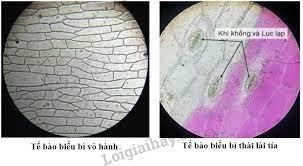 Khí khổng và Lục lạp
Tế bào biểu bì vỏ hành
Tế bào biểu bì thài lài tía
Loigiaihay